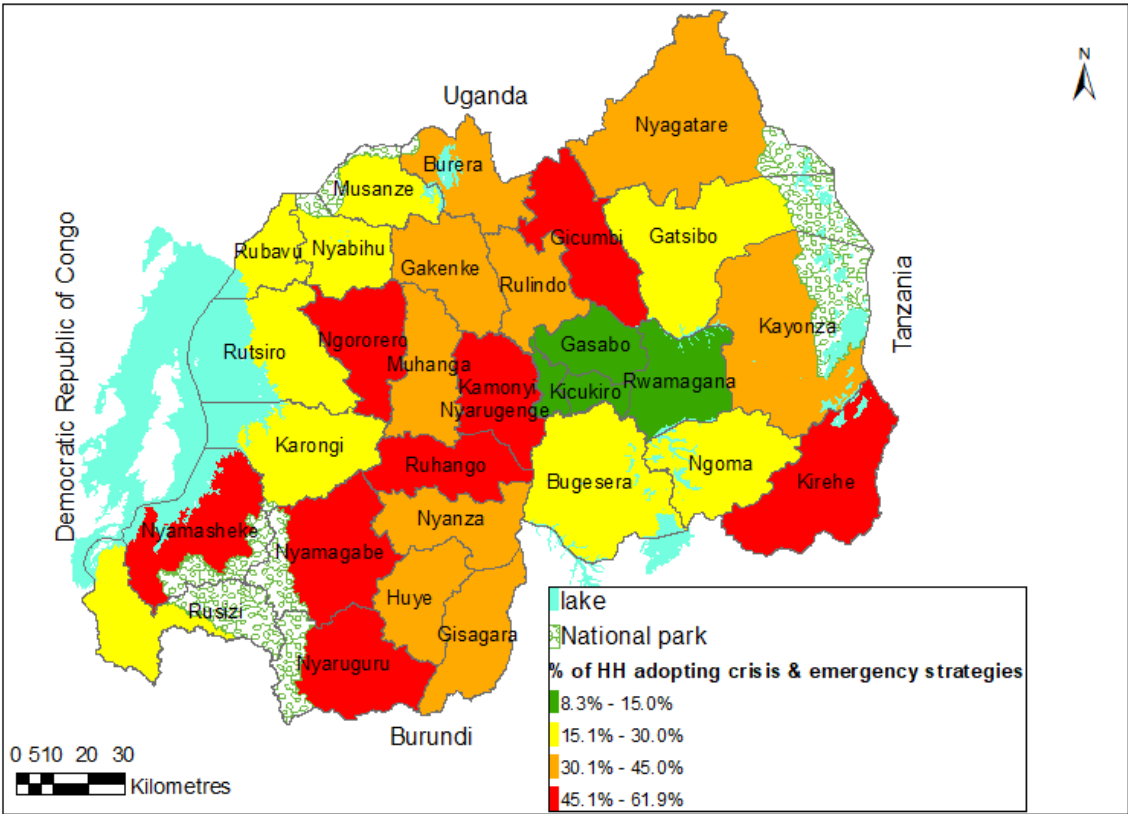 N
Uganda
Nyagatare
Burera
Musanze
Gicumbi
Gatsibo
Rubavu
Nyabihu
Gakenke
Rulindo
Democratic Republic of Congo
Tanzania
Kayonza
Ngororero
Gasabo
Rutsiro
Muhanga
Kamonyi
Kicukiro
Rwamagana
Nyarugenge
Karongi
Ruhango
Ngoma
Bugesera
Kirehe
Nyanza
Nyamasheke
Nyamagabe
Huye
Rusizi
Gisagara
Nyaruguru
Burundi
0 510 20 30
Kilometres
lake
National park
% of HH adopting crisis & emergency strategies
8.3% - 15.0%
15.1% - 30.0%
30.1% - 45.0%
45.1% - 61.9%